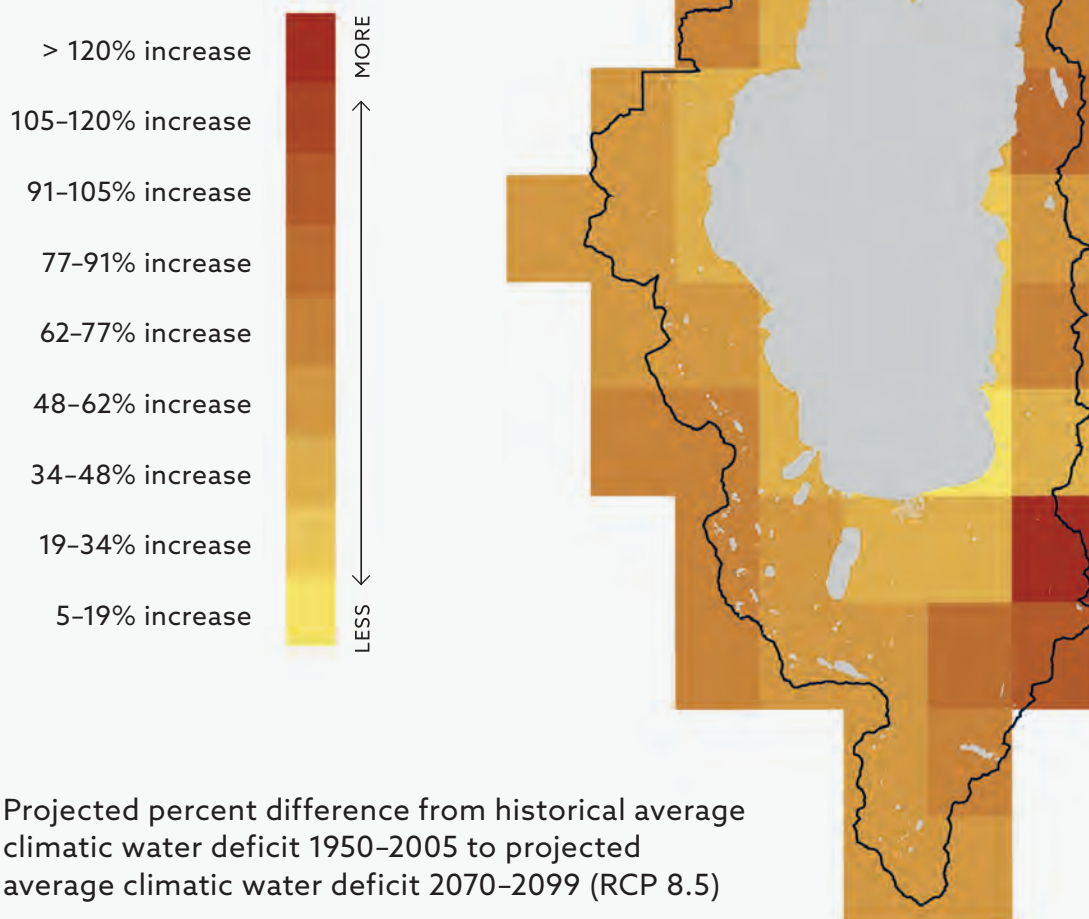 > 120% increase
105–120% increase
91–105% increase
77–91% increase
62–77% increase
48–62% increase
34–48% increase
19–34% increase
5–19% increase
MORE
LESS
Projected percent difference from historical average
climatic water deficit 1950–2005 to projected
average climatic water deficit 2070–2099 (RCP 8.5)